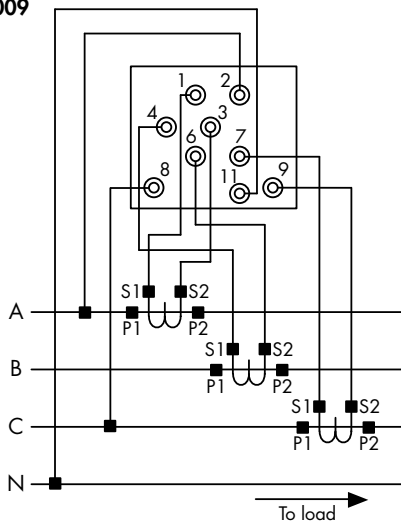 009
1 2
4 3
6 7
8 11 9
S1 S2
A P1 P2
S1 S2
B P1 P2
S1 S2
C P1 P2
N
To load